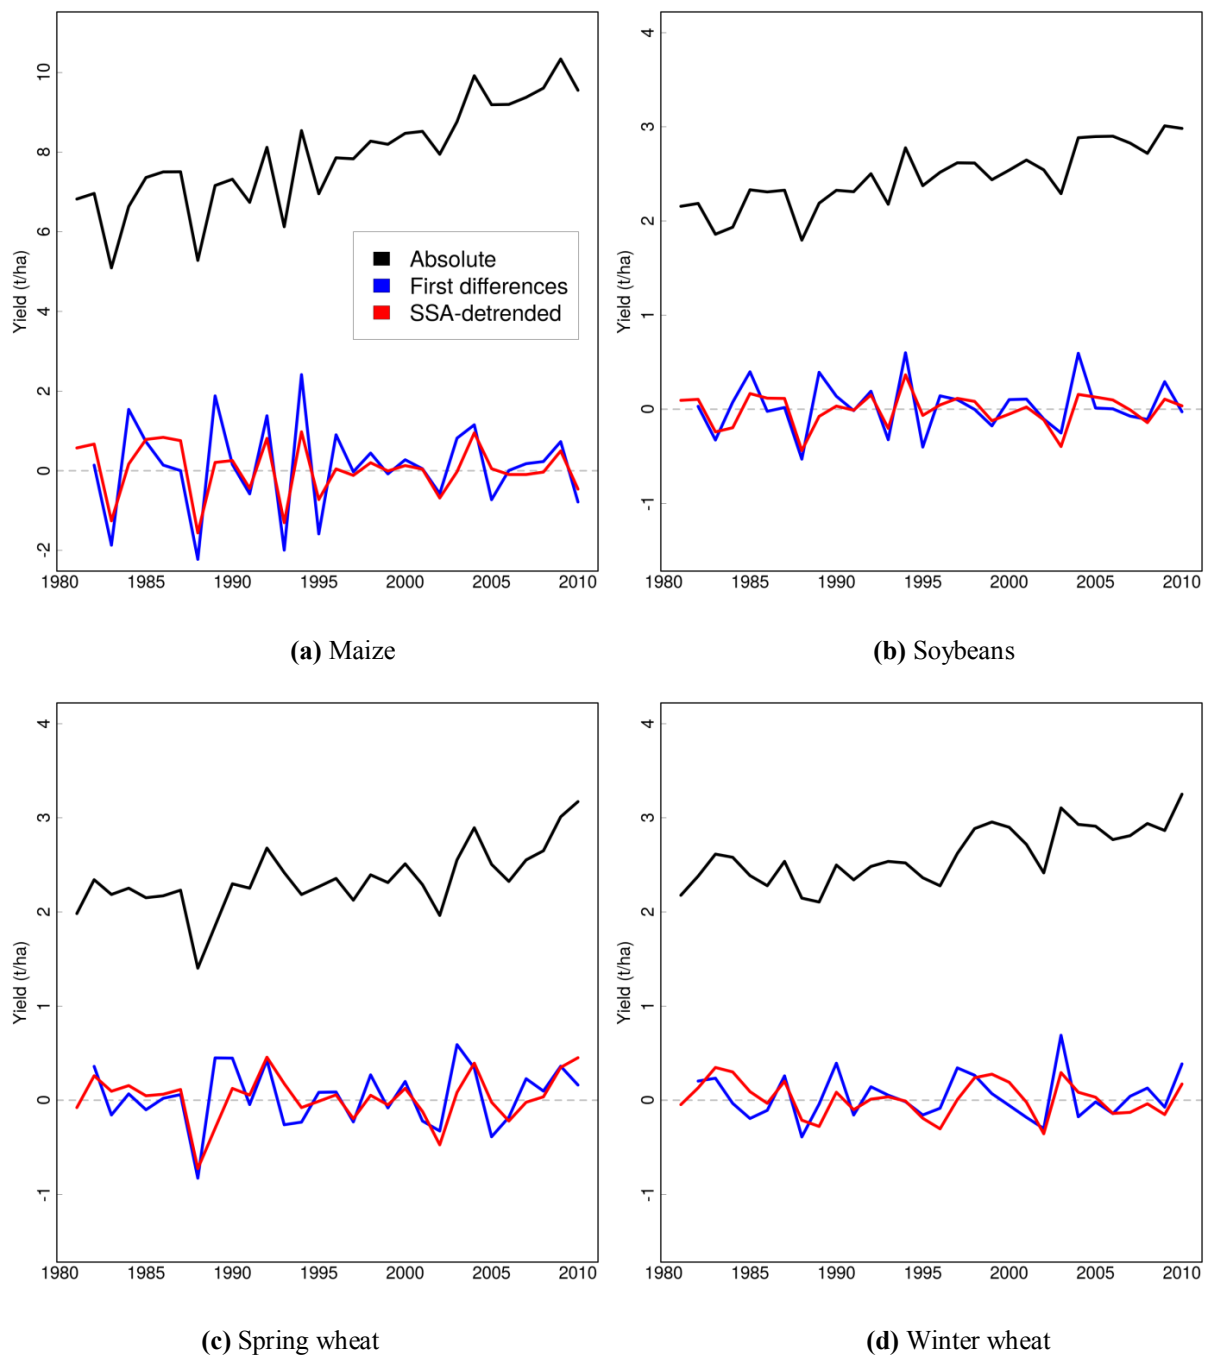 10
8
6
4
2
0
-2
Yield (t/ha)
Absolute
First differences
SSA-detrended
1980 1985 1990 1995 2000 2005 2010
(a) Maize
4
3
2
1
0
-1
Yield (t/ha)
1980 1985 1990 1995 2000 2005 2010
(b) Soybeans
4
3
2
1
0
-1
Yield (t/ha)
1980 1985 1990 1995 2000 2005 2010
(c) Spring wheat
4
3
2
1
0
-1
Yield (t/ha)
1980 1985 1990 1995 2000 2005 2010
(d) Winter wheat